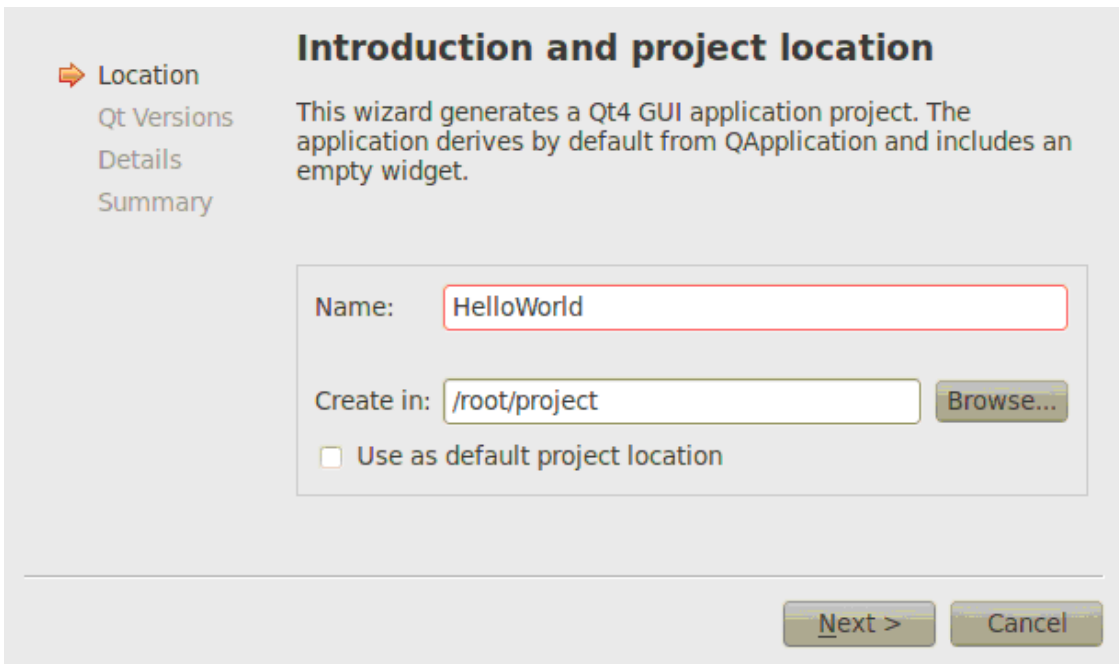 Location
Qt Versions
Details
Summary
Introduction and project location
This wizard generates a Qt4 GUI application project. The
application derives by default from QApplication and includes an
empty widget.
Name: HelloWorld
Create in: /root/project Browse...
Use as default project location
Next > Cancel